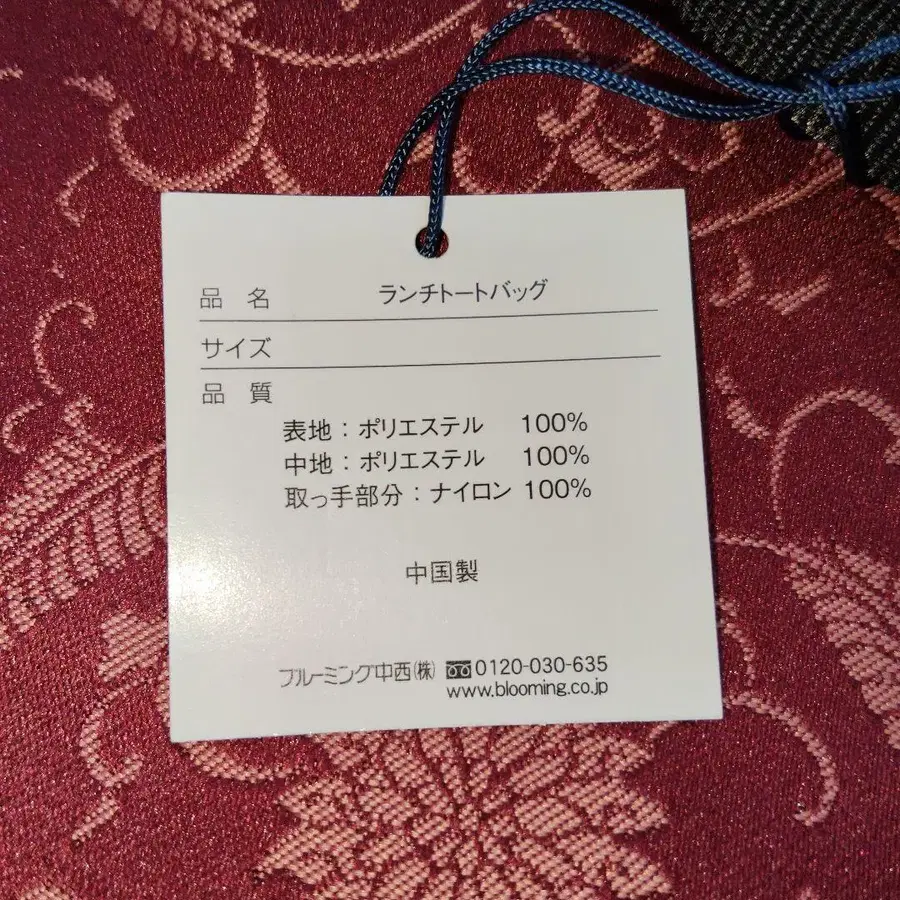 品 名 ランチトートバッグ
サイズ
品 質
表地：ポリエステル 100%
中地：ポリエステル 100%
取っ手部分：ナイロン 100%
中国製
ブルーミング中西㈱ 0120-030-635
www.blooming.co.jp